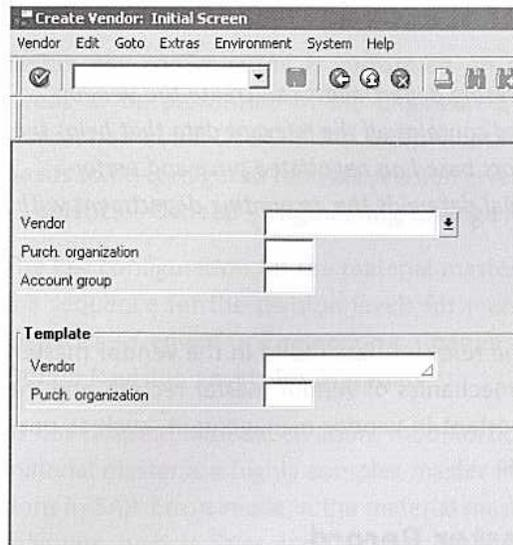 Create Vendor: Initial Screen
Vendor Edit Goto Extras Environment System Help
Vendor
Purch. organization
Account group
Template
Vendor
Purch. organization